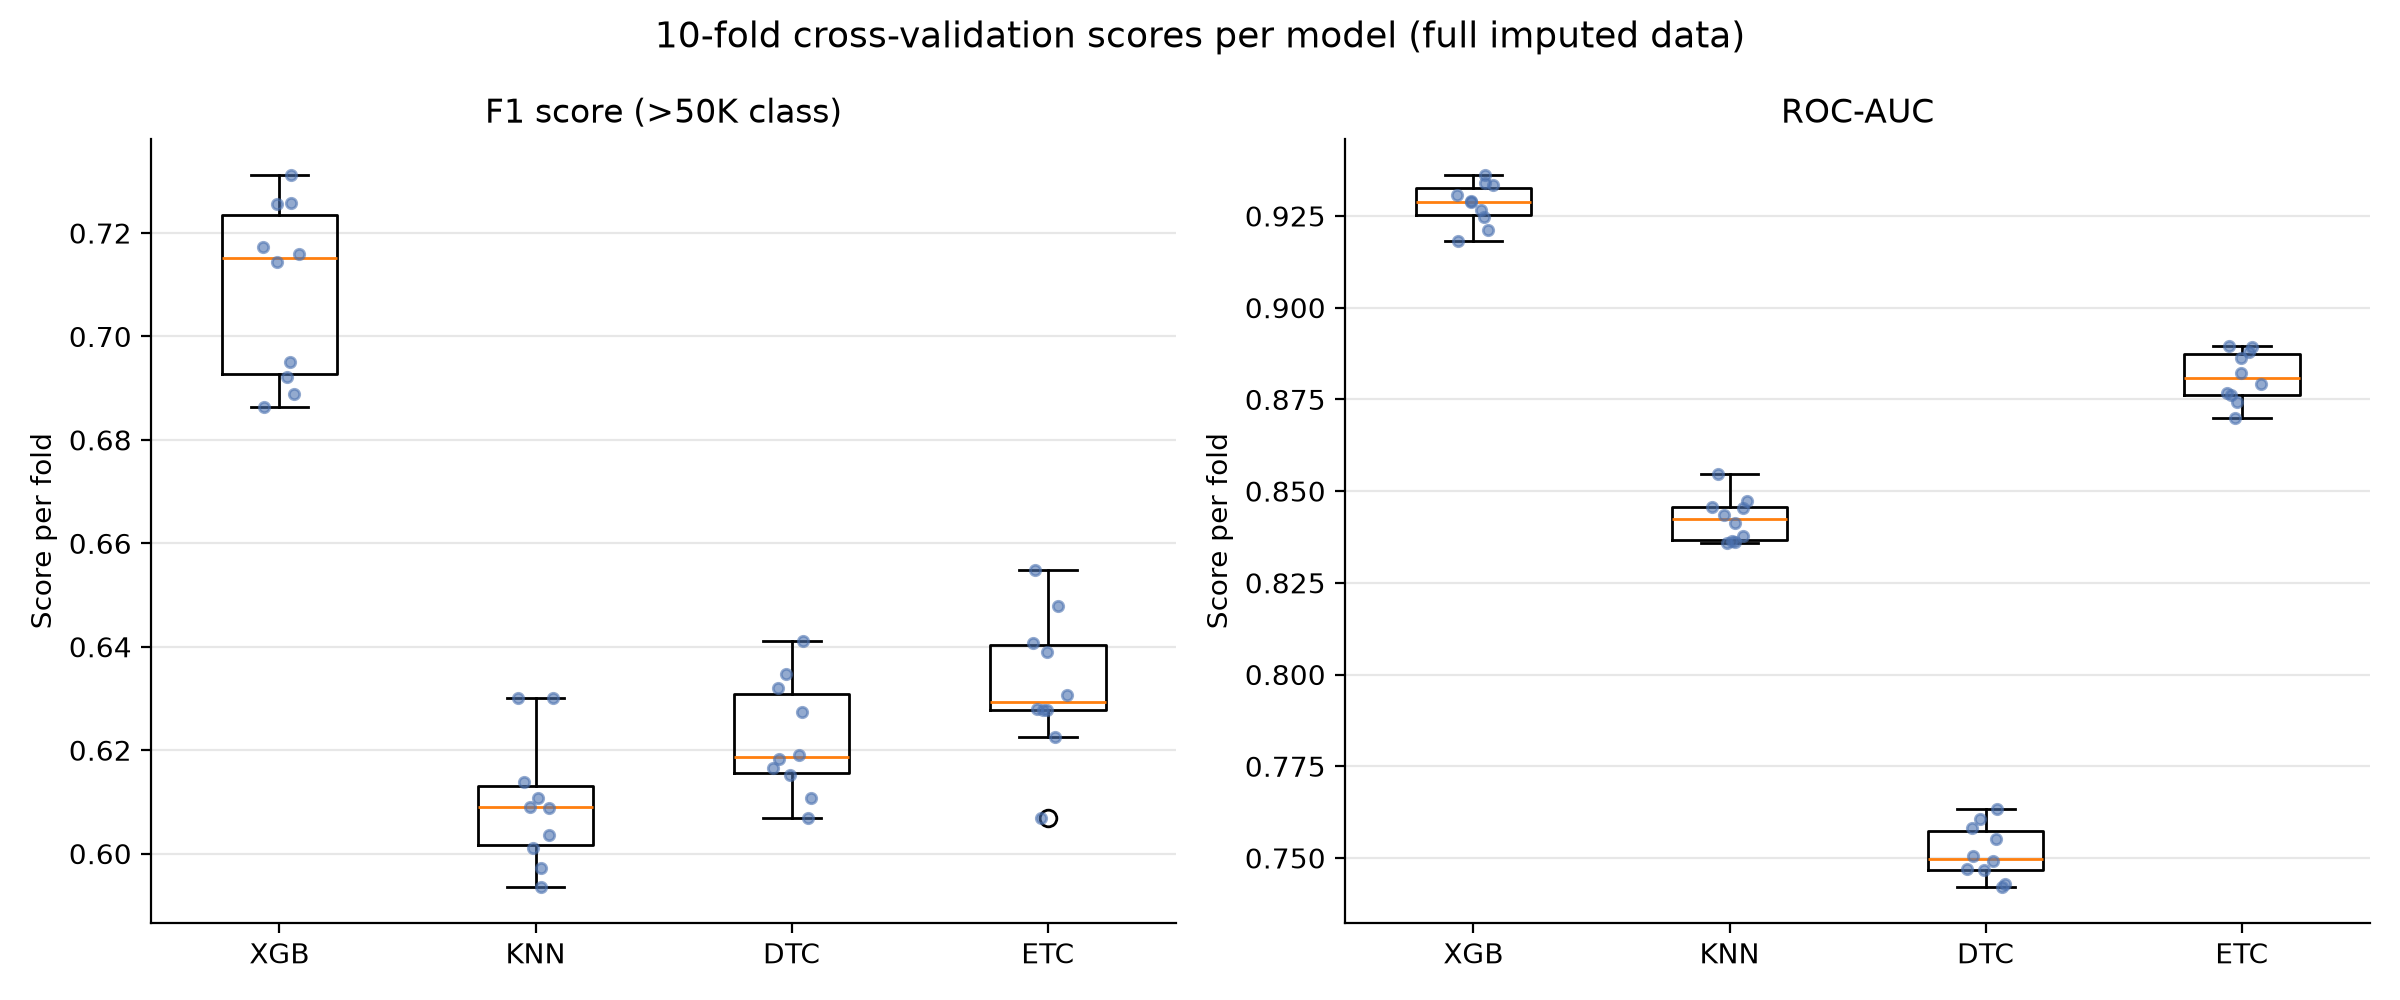 10-fold cross-validation scores per model (full imputed data)
F1 score (>50K class)
Score per fold
0.72
0.70
0.68
0.66
0.64
0.62
0.60
XGB
KNN
DTC
ETC
ROC-AUC
Score per fold
0.925
0.900
0.875
0.850
0.825
0.800
0.775
0.750
XGB
KNN
DTC
ETC